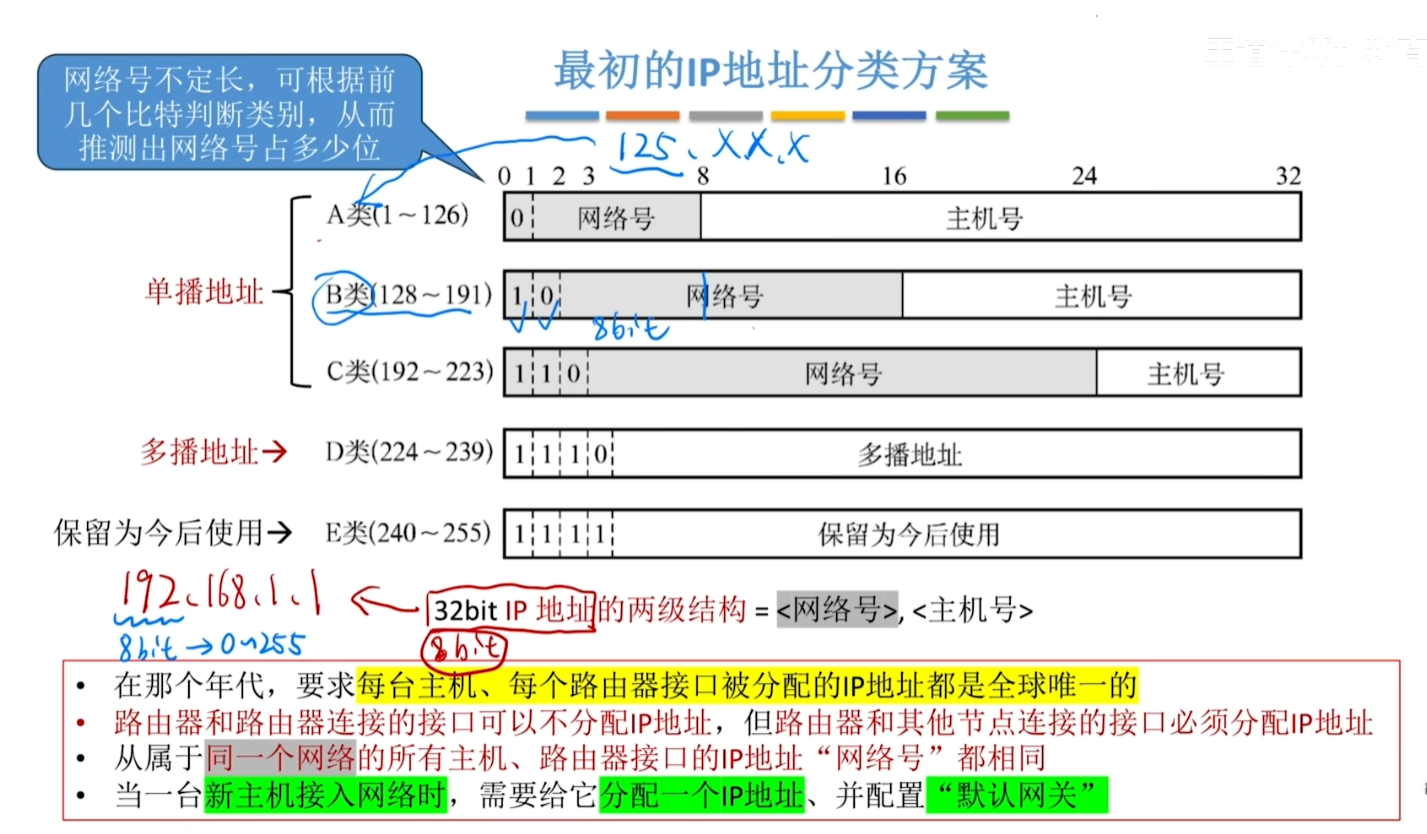 最初的IP地址分类方案
网络号不定长，可根据前
几个比特判断类别，从而
推测出网络号占多少位
125.X.X.X
0 1 2 3 8 16 24 32
A类(1～126) 0 网络号 主机号
单播地址
B类(128～191) 1 0 网络号 主机号
8bit
C类(192～223) 1 1 0 网络号 主机号
多播地址→ D类(224～239) 1 1 1 0 多播地址
保留为今后使用→ E类(240～255) 1 1 1 1 保留为今后使用
192.168.1.1
32bit IP 地址的两级结构 = <网络号>, <主机号>
8bit→0~255
8bit
• 在那个年代，要求每台主机、每个路由器接口被分配的IP地址都是全球唯一的
• 路由器和路由器连接的接口可以不分配IP地址，但路由器和其他节点连接的接口必须分配IP地址
• 从属于同一个网络的所有主机、路由器接口的IP地址“网络号”都相同
• 当一台新主机接入网络时，需要给它分配一个IP地址、并配置“默认网关”